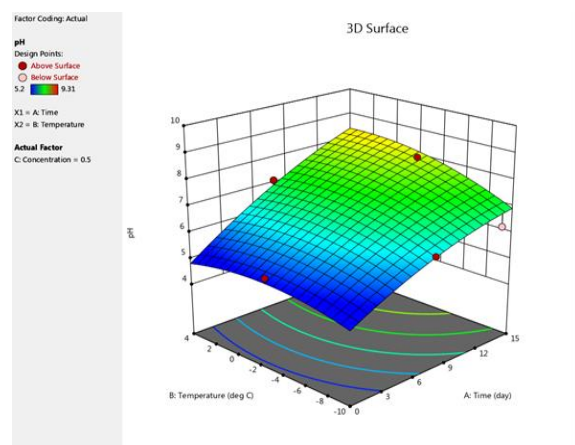 Factor Coding: Actual
pH
Design Points:
Above Surface
Below Surface
5.2 9.31
X1 = A: Time
X2 = B: Temperature
Actual Factor
C: Concentration = 0.5
3D Surface
10
9
8
7
6
5
4
pH
4
2
0
-2
-4
-6
-8
-10
0
3
6
9
12
15
B: Temperature (deg C)
A: Time (day)